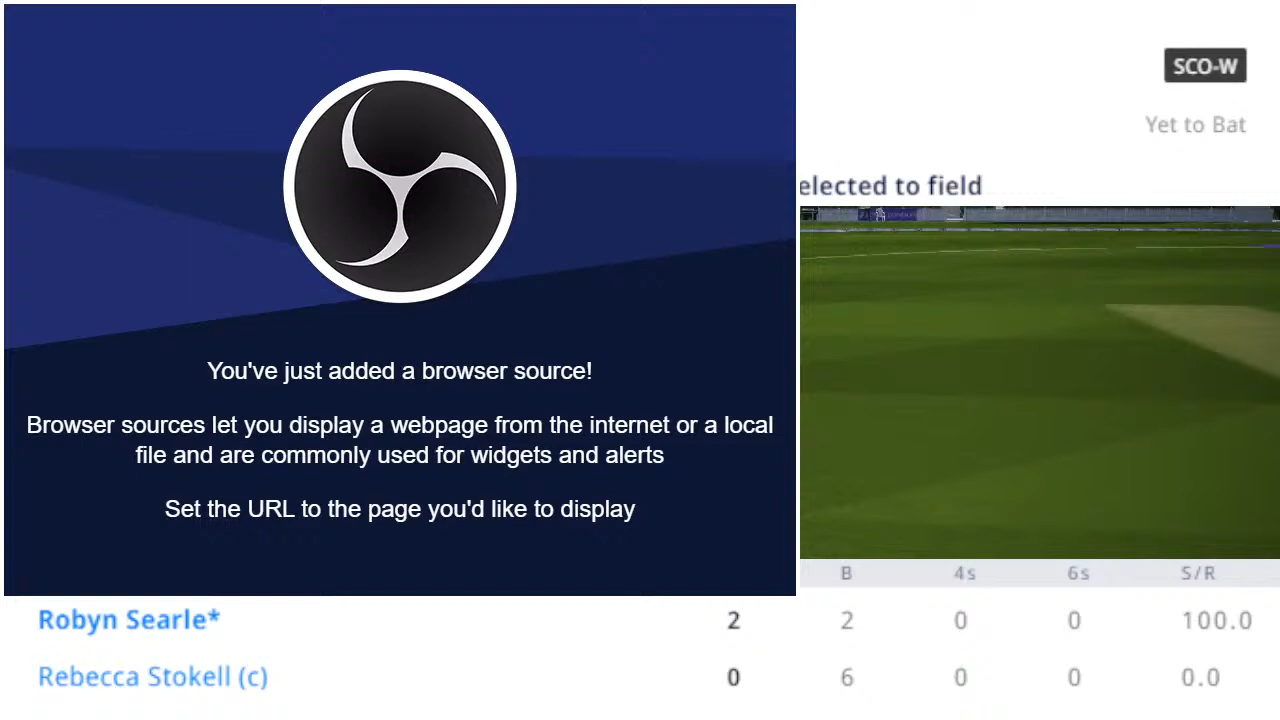 SCO-W
Yet to Bat
elected to field
You've just added a browser source!
Browser sources let you display a webpage from the internet or a local
file and are commonly used for widgets and alerts
Set the URL to the page you'd like to display
B 4s 6s S/R
Robyn Searle* 2 2 0 0 100.0
Rebecca Stokell (c) 0 6 0 0 0.0